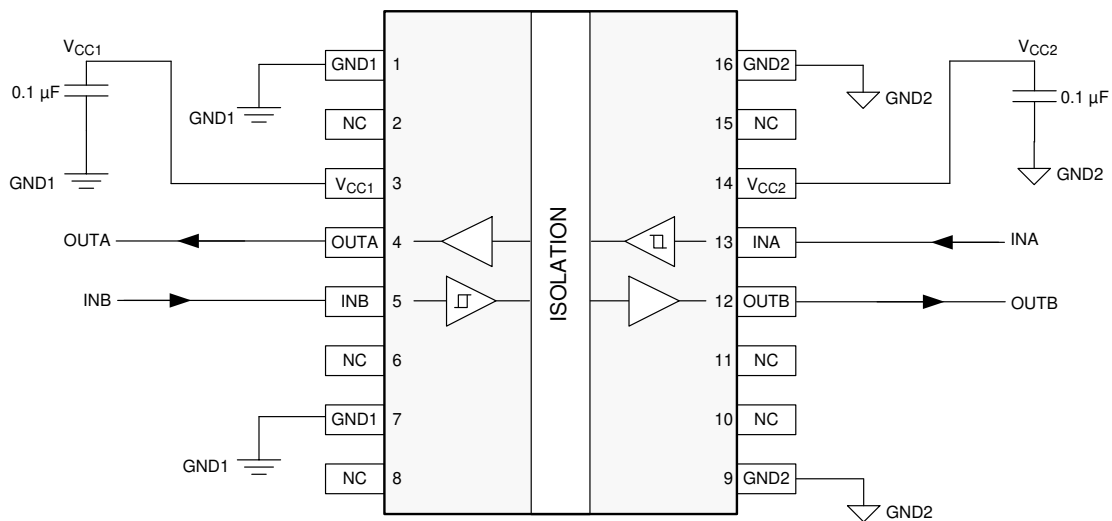 VCC1
0.1 µF
GND1
GND1
GND1 1
NC 2
VCC1 3
OUTA OUTA 4
INB INB 5
NC 6
GND1 7
GND1
NC 8
ISOLATION
16 GND2
GND2
15 NC
14 VCC2
VCC2
0.1 µF
GND2
13 INA INA
12 OUTB OUTB
11 NC
10 NC
9 GND2
GND2